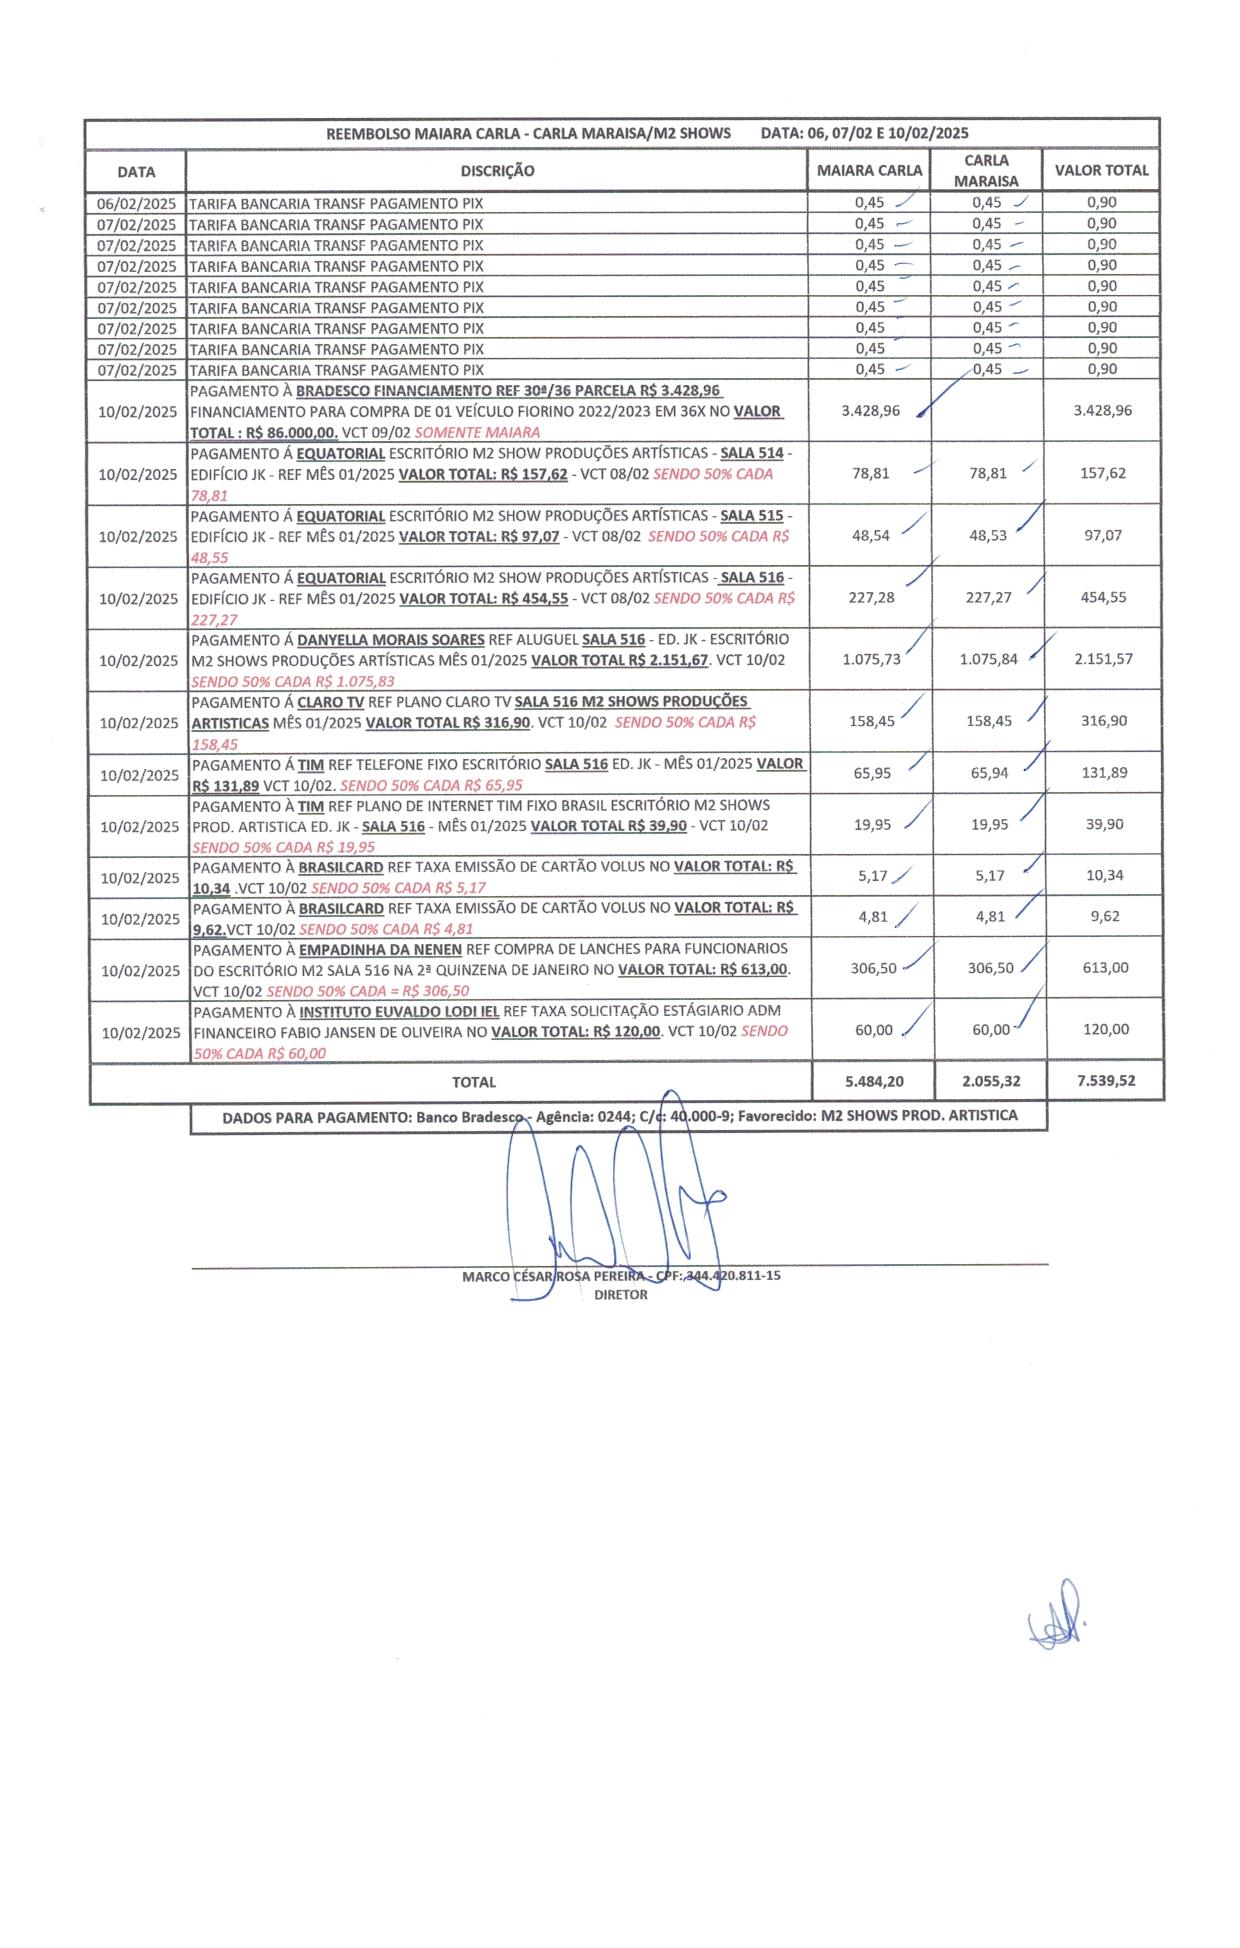 REEMBOLSO MAIARA CARLA - CARLA MARAISA/M2 SHOWS DATA: 06, 07/02 E 10/02/2025
DATA DISCRIÇÃO MAIARA CARLA CARLA MARAISA VALOR TOTAL
06/02/2025 TARIFA BANCARIA TRANSF PAGAMENTO PIX 0,45 0,45 0,90
07/02/2025 TARIFA BANCARIA TRANSF PAGAMENTO PIX 0,45 0,45 0,90
07/02/2025 TARIFA BANCARIA TRANSF PAGAMENTO PIX 0,45 0,45 0,90
07/02/2025 TARIFA BANCARIA TRANSF PAGAMENTO PIX 0,45 0,45 0,90
07/02/2025 TARIFA BANCARIA TRANSF PAGAMENTO PIX 0,45 0,45 0,90
07/02/2025 TARIFA BANCARIA TRANSF PAGAMENTO PIX 0,45 0,45 0,90
07/02/2025 TARIFA BANCARIA TRANSF PAGAMENTO PIX 0,45 0,45 0,90
07/02/2025 TARIFA BANCARIA TRANSF PAGAMENTO PIX 0,45 0,45 0,90
07/02/2025 TARIFA BANCARIA TRANSF PAGAMENTO PIX 0,45 0,45 0,90
PAGAMENTO À BRADESCO FINANCIAMENTO REF 30ª/36 PARCELA R$ 3.428,96
10/02/2025 FINANCIAMENTO PARA COMPRA DE 01 VEÍCULO FIORINO 2022/2023 EM 36X NO VALOR 3.428,96 3.428,96
TOTAL : R$ 86.000,00. VCT 09/02 SOMENTE MAIARA
PAGAMENTO Á EQUATORIAL ESCRITÓRIO M2 SHOW PRODUÇÕES ARTÍSTICAS - SALA 514 -
10/02/2025 EDIFÍCIO JK - REF MÊS 01/2025 VALOR TOTAL: R$ 157,62 - VCT 08/02 SENDO 50% CADA 78,81 78,81 157,62
78,81
PAGAMENTO Á EQUATORIAL ESCRITÓRIO M2 SHOW PRODUÇÕES ARTÍSTICAS - SALA 515 -
10/02/2025 EDIFÍCIO JK - REF MÊS 01/2025 VALOR TOTAL: R$ 97,07 - VCT 08/02 SENDO 50% CADA R$ 48,54 48,53 97,07
48,55
PAGAMENTO Á EQUATORIAL ESCRITÓRIO M2 SHOW PRODUÇÕES ARTÍSTICAS - SALA 516 -
10/02/2025 EDIFÍCIO JK - REF MÊS 01/2025 VALOR TOTAL: R$ 454,55 - VCT 08/02 SENDO 50% CADA R$ 227,28 227,27 454,55
227,27
PAGAMENTO Á DANYELLA MORAIS SOARES REF ALUGUEL SALA 516 - ED. JK - ESCRITÓRIO
10/02/2025 M2 SHOWS PRODUÇÕES ARTÍSTICAS MÊS 01/2025 VALOR TOTAL R$ 2.151,67. VCT 10/02 1.075,73 1.075,84 2.151,57
SENDO 50% CADA R$ 1.075,83
PAGAMENTO Á CLARO TV REF PLANO CLARO TV SALA 516 M2 SHOWS PRODUÇÕES
10/02/2025 ARTISTICAS MÊS 01/2025 VALOR TOTAL R$ 316,90. VCT 10/02 SENDO 50% CADA R$ 158,45 158,45 316,90
158,45
PAGAMENTO Á TIM REF TELEFONE FIXO ESCRITÓRIO SALA 516 ED. JK - MÊS 01/2025 VALOR
10/02/2025 R$ 131,89 VCT 10/02. SENDO 50% CADA R$ 65,95 65,95 65,94 131,89
PAGAMENTO À TIM REF PLANO DE INTERNET TIM FIXO BRASIL ESCRITÓRIO M2 SHOWS
10/02/2025 PROD. ARTISTICA ED. JK - SALA 516 - MÊS 01/2025 VALOR TOTAL R$ 39,90 - VCT 10/02 19,95 19,95 39,90
SENDO 50% CADA R$ 19,95
PAGAMENTO À BRASILCARD REF TAXA EMISSÃO DE CARTÃO VOLUS NO VALOR TOTAL: R$
10/02/2025 10,34 .VCT 10/02 SENDO 50% CADA R$ 5,17 5,17 5,17 10,34
PAGAMENTO À BRASILCARD REF TAXA EMISSÃO DE CARTÃO VOLUS NO VALOR TOTAL: R$
10/02/2025 9,62.VCT 10/02 SENDO 50% CADA R$ 4,81 4,81 4,81 9,62
PAGAMENTO À EMPADINHA DA NENEN REF COMPRA DE LANCHES PARA FUNCIONARIOS
10/02/2025 DO ESCRITÓRIO M2 SALA 516 NA 2ª QUINZENA DE JANEIRO NO VALOR TOTAL: R$ 613,00. 306,50 306,50 613,00
VCT 10/02 SENDO 50% CADA = R$ 306,50
PAGAMENTO À INSTITUTO EUVALDO LODI IEL REF TAXA SOLICITAÇÃO ESTÁGIARIO ADM
10/02/2025 FINANCEIRO FABIO JANSEN DE OLIVEIRA NO VALOR TOTAL: R$ 120,00. VCT 10/02 SENDO 60,00 60,00 120,00
50% CADA R$ 60,00
TOTAL 5.484,20 2.055,32 7.539,52
DADOS PARA PAGAMENTO: Banco Bradesco - Agência: 0244; C/c: 40.000-9; Favorecido: M2 SHOWS PROD. ARTISTICA
MARCO CÉSAR ROSA PEREIRA - CPF: 344.420.811-15
DIRETOR